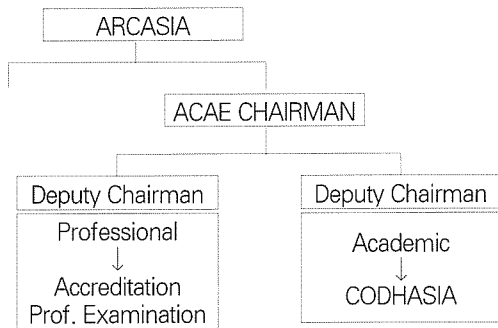 ARCASIA
ACAE CHAIRMAN
Deputy Chairman
Professional
↓
Accreditation
Prof. Examination
Deputy Chairman
Academic
↓
CODHASIA